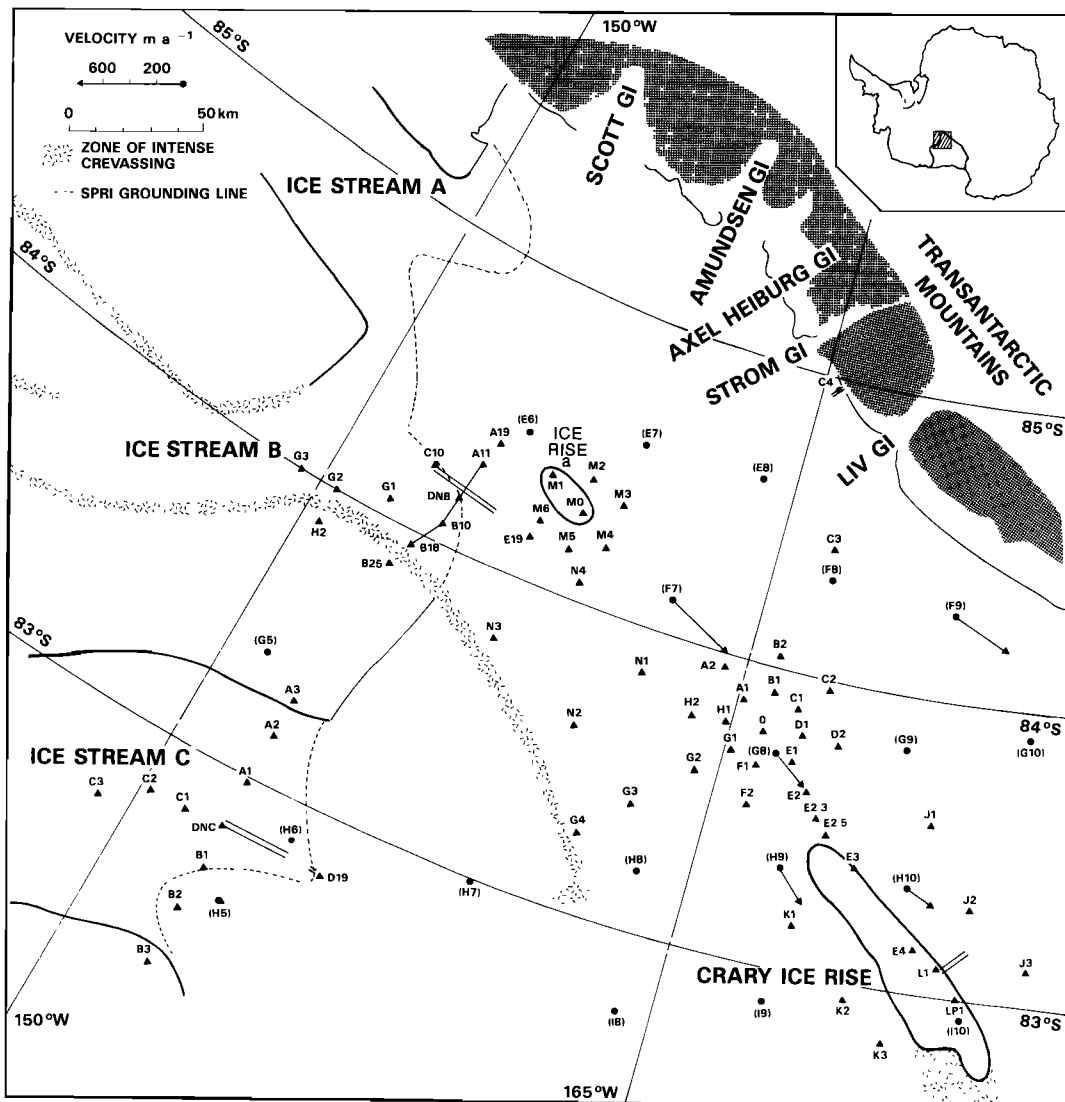 150°W
85°S
VELOCITY m a⁻¹
600 200
0 50 km
ZONE OF INTENSE
CREVASSING
SPRI GROUNDING LINE
ICE STREAM A
SCOTT Gl
AMUNDSEN Gl
AXEL HEIBURG Gl
STROM Gl
LIV Gl
TRANSANTARCTIC
MOUNTAINS
84°S
C4
85°S
ICE STREAM B
G3
G2
G1
H2
C10
A11
A19
(E6)
ICE
RISE
a
(E7)
(E8)
M1
M2
M0
M3
M6
DNB
B10
B18
B25
E19
M5
M4
N4
C3
(F8)
(F7)
(F9)
83°S
(G5)
N3
N1
A2
B2
A3
A2
A1
B1
C2
C1
H2
H1
0
D1
D2
84°S
N2
G1
(G8)
E1
(G9)
(G10)
ICE STREAM C
C3
C2
A1
C1
G2
F1
E2
G3
F2
E2 3
E2 5
J1
DNC
(H6)
G4
B1
B2
(H5)
D19
(H7)
(H8)
(H9)
E3
(H10)
J2
K1
B3
E4
L1
J3
CRARY ICE RISE
150°W
(I8)
(I9)
K2
LP1
(I10)
83°S
K3
165°W